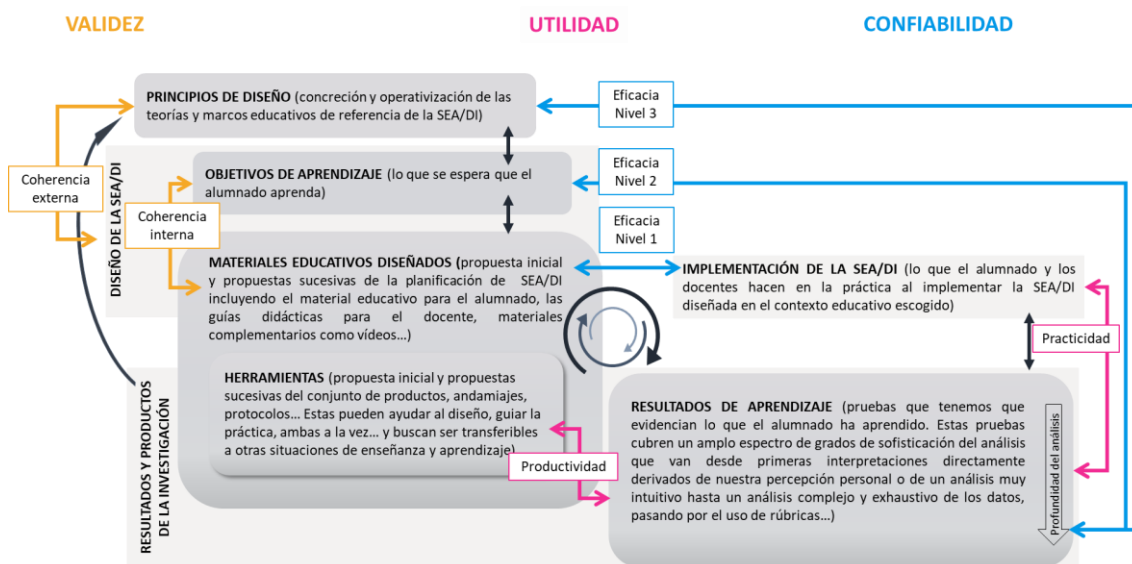 VALIDEZ
UTILIDAD
CONFIABILIDAD
PRINCIPIOS DE DISEÑO (concreción y operativización de las
teorías y marcos educativos de referencia de la SEA/DI)
Eficacia
Nivel 3
Coherencia
externa
DISEÑO DE LA SEA/DI
OBJETIVOS DE APRENDIZAJE (lo que se espera que el
alumnado aprenda)
Eficacia
Nivel 2
Coherencia
interna
Eficacia
Nivel 1
MATERIALES EDUCATIVOS DISEÑADOS (propuesta inicial
y propuestas sucesivas de la planificación de SEA/DI
incluyendo el material educativo para el alumnado, las
guías didácticas para el docente, materiales
complementarios como vídeos…)
IMPLEMENTACIÓN DE LA SEA/DI (lo que el alumnado y los
docentes hacen en la práctica al implementar la SEA/DI
diseñada en el contexto educativo escogido)
Practicidad
RESULTADOS Y PRODUCTOS
DE LA INVESTIGACIÓN
HERRAMIENTAS (propuesta inicial y propuestas
sucesivas del conjunto de productos, andamiajes,
protocolos… Estas pueden ayudar al diseño, guiar la
práctica, ambas a la vez… y buscan ser transferibles
a otras situaciones de enseñanza y aprendizaje)
Productividad
RESULTADOS DE APRENDIZAJE (pruebas que tenemos que
evidencian lo que el alumnado ha aprendido. Estas pruebas
cubren un amplo espectro de grados de sofisticación del análisis
que van desde primeras interpretaciones directamente
derivados de nuestra percepción personal o de un análisis muy
intuitivo hasta un análisis complejo y exhaustivo de los datos,
pasando por el uso de rúbricas…)
Profundidad del análisis